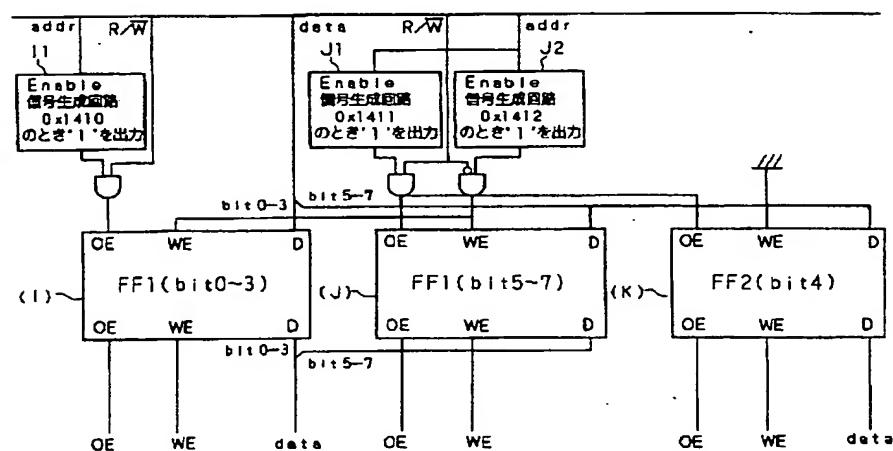 addr R/W data R/W addr
I1 J1 J2
Enable
信号生成回路
0x1410
のとき"1"を出力
Enable
信号生成回路
0x1411
のとき"1"を出力
Enable
信号生成回路
0x1412
のとき"1"を出力
bit0-3 bit5-7
OE WE D
FF1(bit0~3)
(I)
OE WE D
OE WE D
FF1(bit5~7)
(J)
OE WE D
OE WE D
FF2(bit4)
(K)
OE WE D
bit0-3
bit5-7
OE WE data OE WE OE WE data